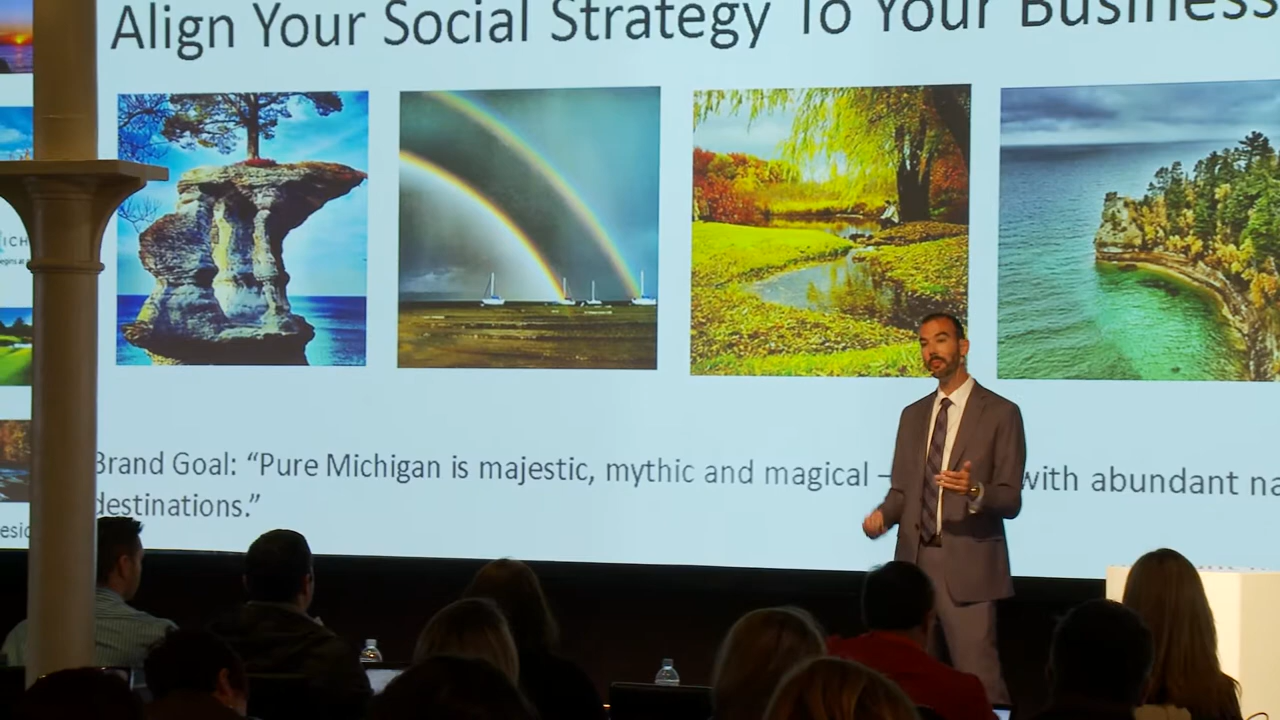 Align Your Social Strategy To Your Business
Brand Goal: “Pure Michigan is majestic, mythic and magical – with abundant
destinations.”